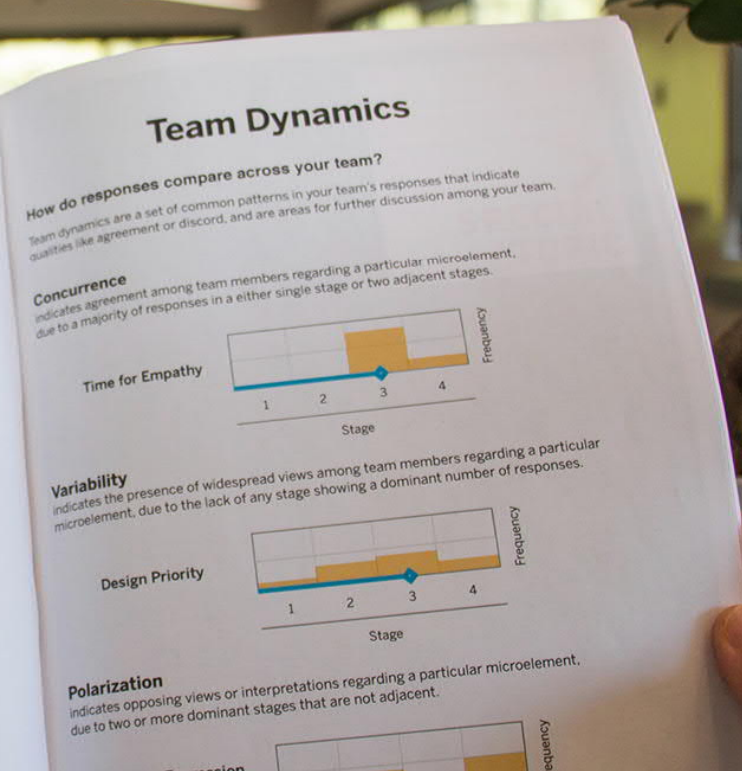 Team Dynamics
How do responses compare across your team?
Team dynamics are a set of common patterns in your team's responses that indicate
qualities like agreement or discord, and are areas for further discussion among your team.
Concurrence
indicates agreement among team members regarding a particular microelement,
due to a majority of responses in a either single stage or two adjacent stages.
Time for Empathy
Frequency
1 2 3 4
Stage
Variability
indicates the presence of widespread views among team members regarding a particular
microelement, due to the lack of any stage showing a dominant number of responses.
Design Priority
Frequency
1 2 3 4
Stage
Polarization
indicates opposing views or interpretations regarding a particular microelement,
due to two or more dominant stages that are not adjacent.